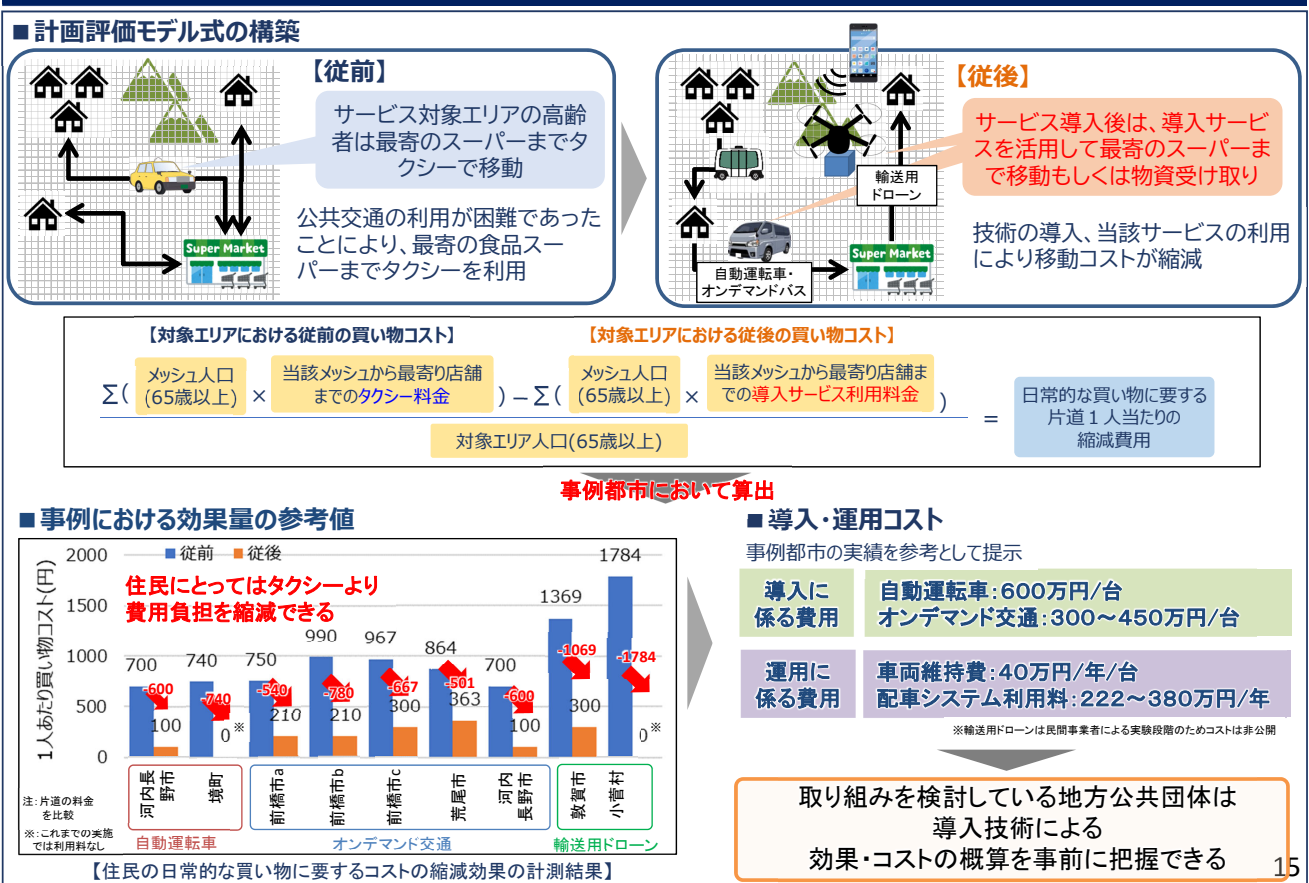 ■計画評価モデル式の構築
【従前】
サービス対象エリアの高齢
者は最寄のスーパーまでタ
クシーで移動
公共交通の利用が困難であった
ことにより、最寄の食品スー
パーまでタクシーを利用
Super Market
【従後】
サービス導入後は、導入サービ
スを活用して最寄のスーパーま
で移動もしくは物資受け取り
輸送用
ドローン
技術の導入、当該サービスの利用
により移動コストが縮減
Super Market
自動運転車・
オンデマンドバス
【対象エリアにおける従前の買い物コスト】
【対象エリアにおける従後の買い物コスト】
Σ( メッシュ人口
(65歳以上) × 当該メッシュから最寄り店舗
までのタクシー料金 ) − Σ( メッシュ人口
(65歳以上) × 当該メッシュから最寄り店舗ま
での導入サービス利用料金 )
対象エリア人口(65歳以上)
=
日常的な買い物に要する
片道1人当たりの
縮減費用
事例都市において算出
■事例における効果量の参考値
1人あたり買い物コスト(円)
2000
1500
1000
500
0
■従前 ■従後
住民にとってはタクシーより
費用負担を縮減できる
700 -600 100
740 -740 0※
750 -540 210
990 -780 210
967 -667 300
864 -501 363
700 -600 100
1369 -1069 300
1784 -1784 0※
河内長
野市
境町
前橋市a
前橋市b
前橋市c
荒尾市
河内
長野市
敦賀市
小菅村
自動運転車
オンデマンド交通
輸送用ドローン
注:片道の料金
を比較
※:これまでの実施
では利用料なし
【住民の日常的な買い物に要するコストの縮減効果の計測結果】
■導入・運用コスト
事例都市の実績を参考として提示
導入に
係る費用
自動運転車:600万円/台
オンデマンド交通:300～450万円/台
運用に
係る費用
車両維持費:40万円/年/台
配車システム利用料:222～380万円/年
※輸送用ドローンは民間事業者による実験段階のためコストは非公開
取り組みを検討している地方公共団体は
導入技術による
効果・コストの概算を事前に把握できる
15